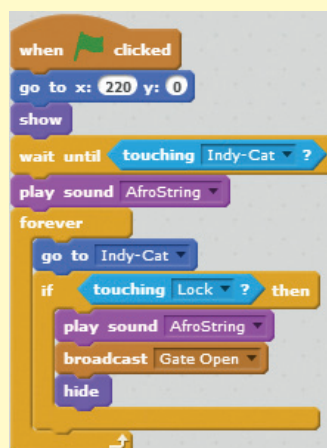 when clicked
go to x: 220 y: 0
show
wait until touching Indy-Cat ?
play sound AfroString
forever
go to Indy-Cat
if touching Lock ? then
play sound AfroString
broadcast Gate Open
hide